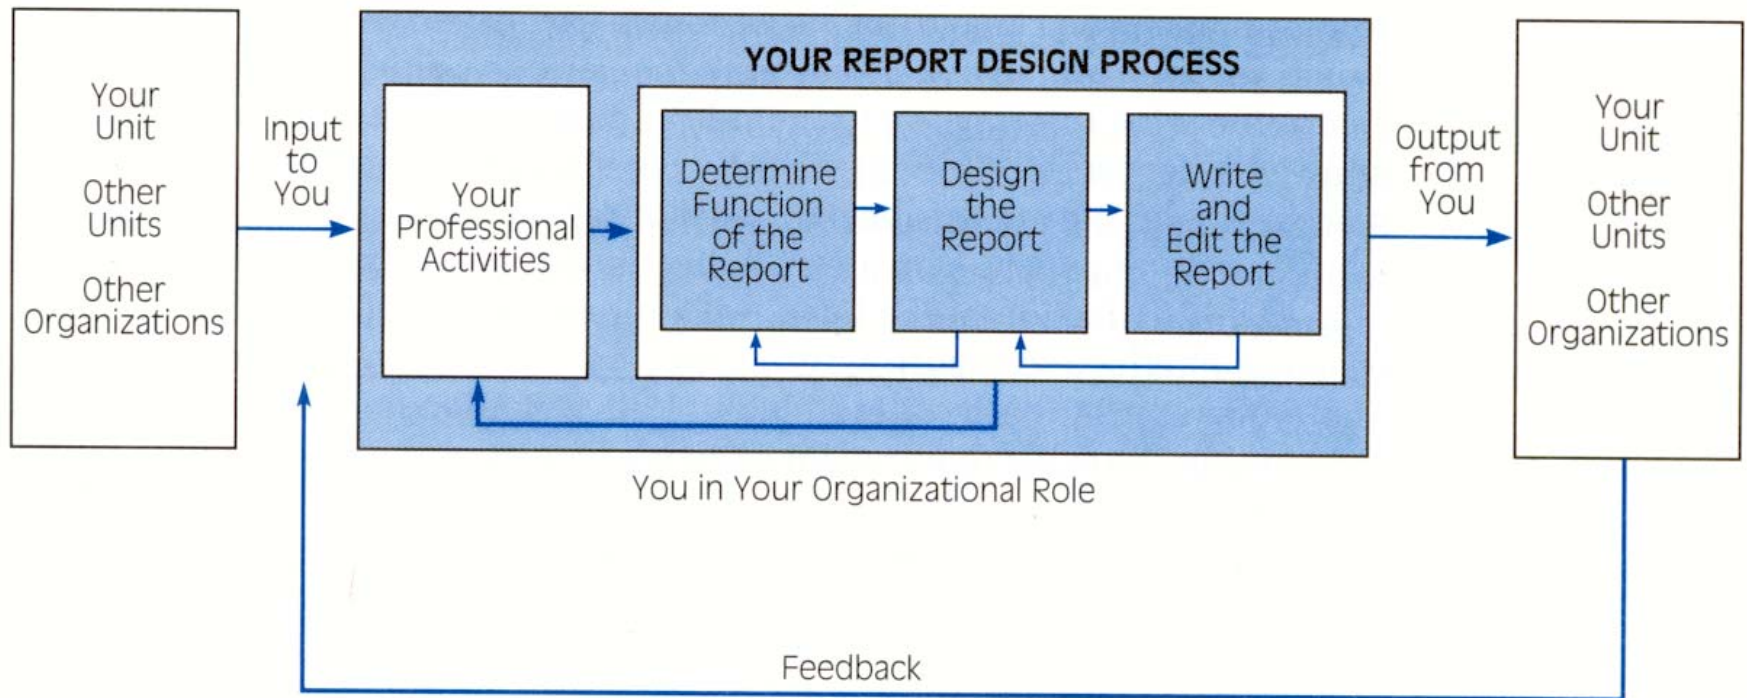 Your
Unit
Other
Units
Other
Organizations
Input
to
You
YOUR REPORT DESIGN PROCESS
Your
Professional
Activities
Determine
Function
of the
Report
Design
the
Report
Write
and
Edit the
Report
You in Your Organizational Role
Output
from
You
Your
Unit
Other
Units
Other
Organizations
Feedback